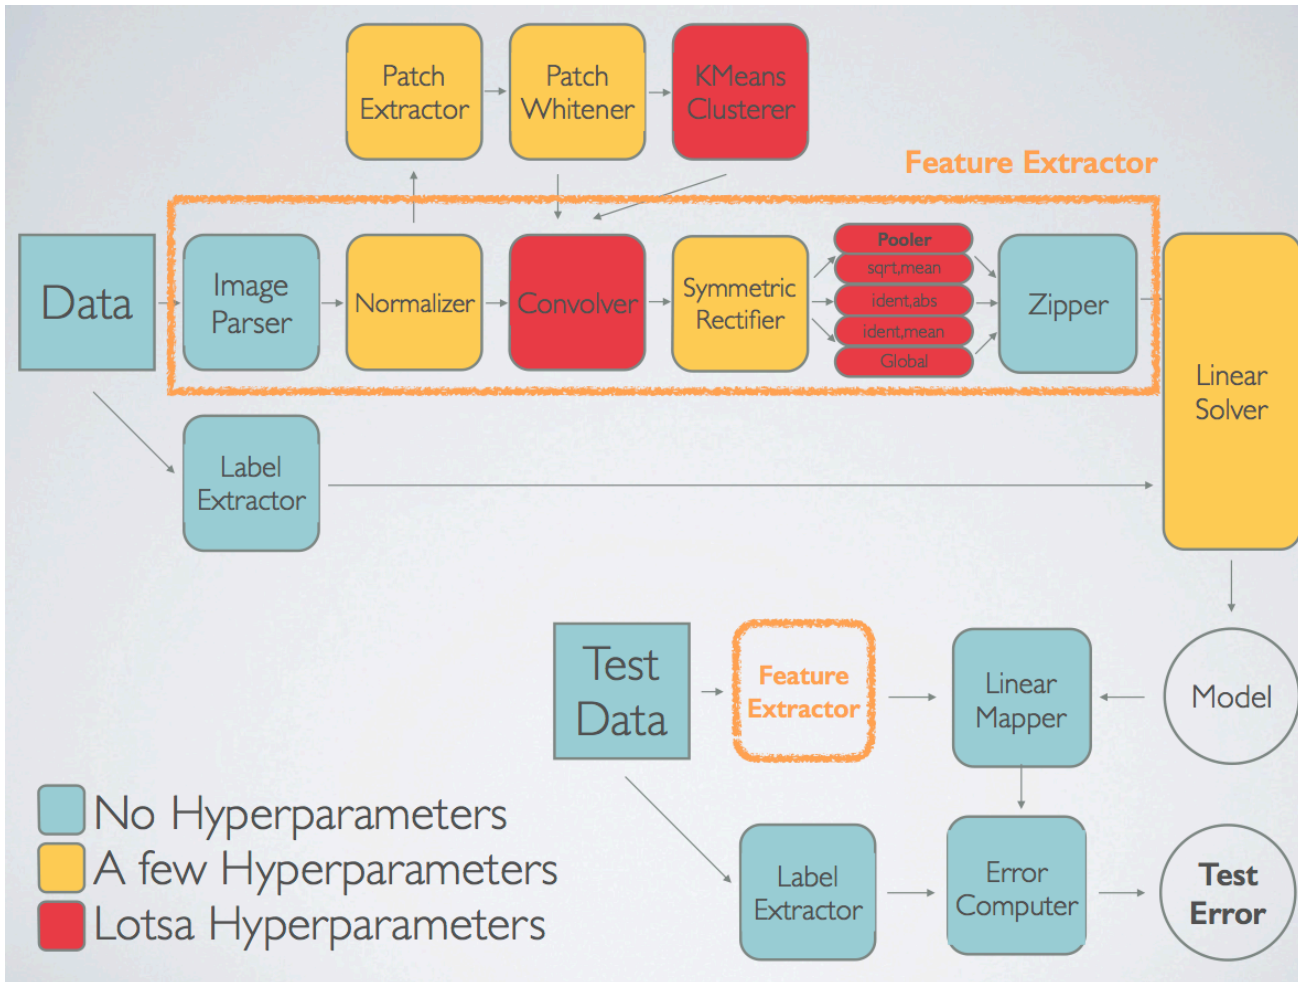 Patch
Extractor
Patch
Whitener
KMeans
Clusterer
Feature Extractor
Data
Image
Parser
Normalizer
Convolver
Symmetric
Rectifier
Pooler
sqrt,mean
ident,abs
ident,mean
Global
Zipper
Linear
Solver
Label
Extractor
Test
Data
Feature
Extractor
Linear
Mapper
Model
No Hyperparameters
A few Hyperparameters
Lotsa Hyperparameters
Label
Extractor
Error
Computer
Test
Error